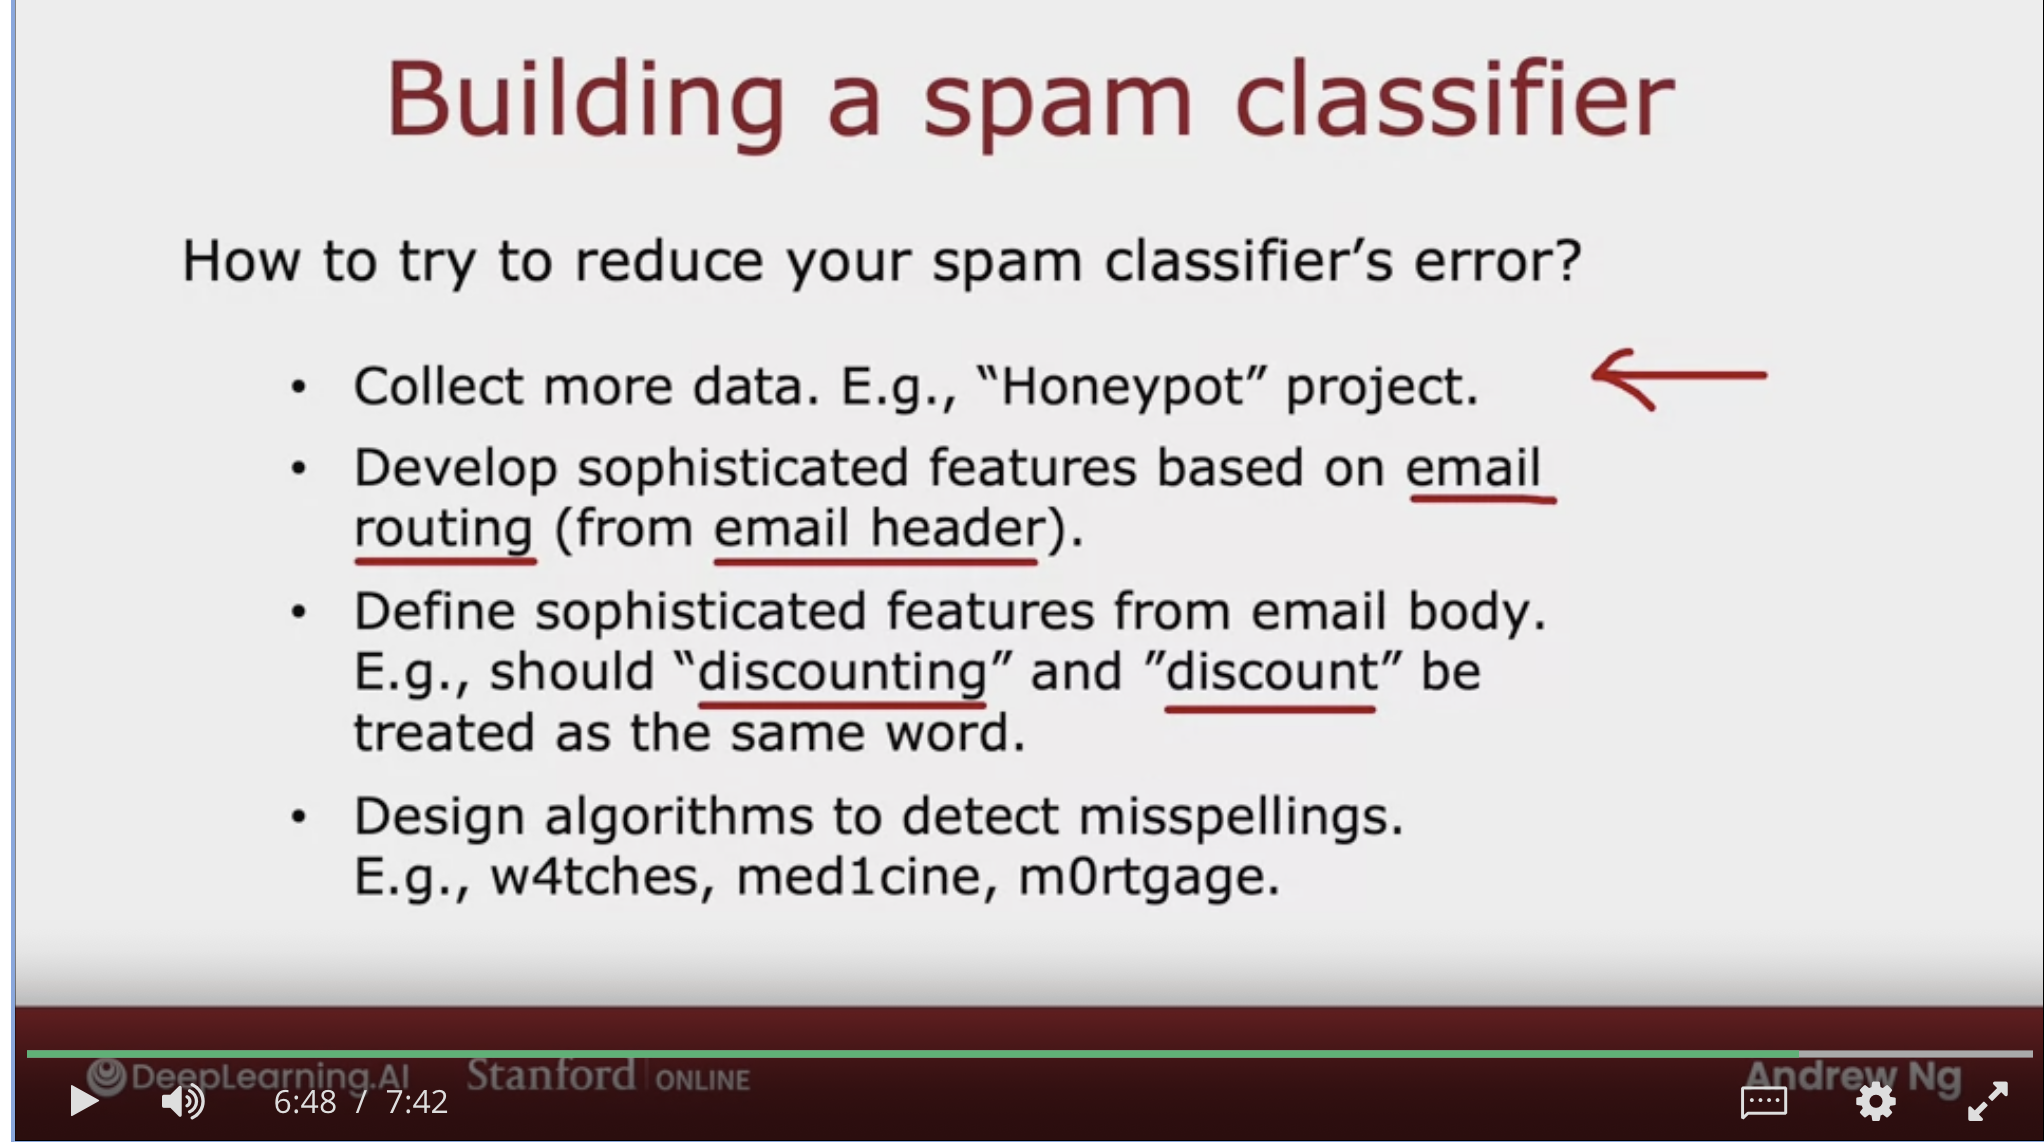 Building a spam classifier
How to try to reduce your spam classifier’s error?
• Collect more data. E.g., “Honeypot” project.
• Develop sophisticated features based on email
routing (from email header).
• Define sophisticated features from email body.
E.g., should “discounting” and ”discount” be
treated as the same word.
• Design algorithms to detect misspellings.
E.g., w4tches, med1cine, m0rtgage.
DeepLearning.AI Stanford ONLINE Andrew Ng
6:48 / 7:42